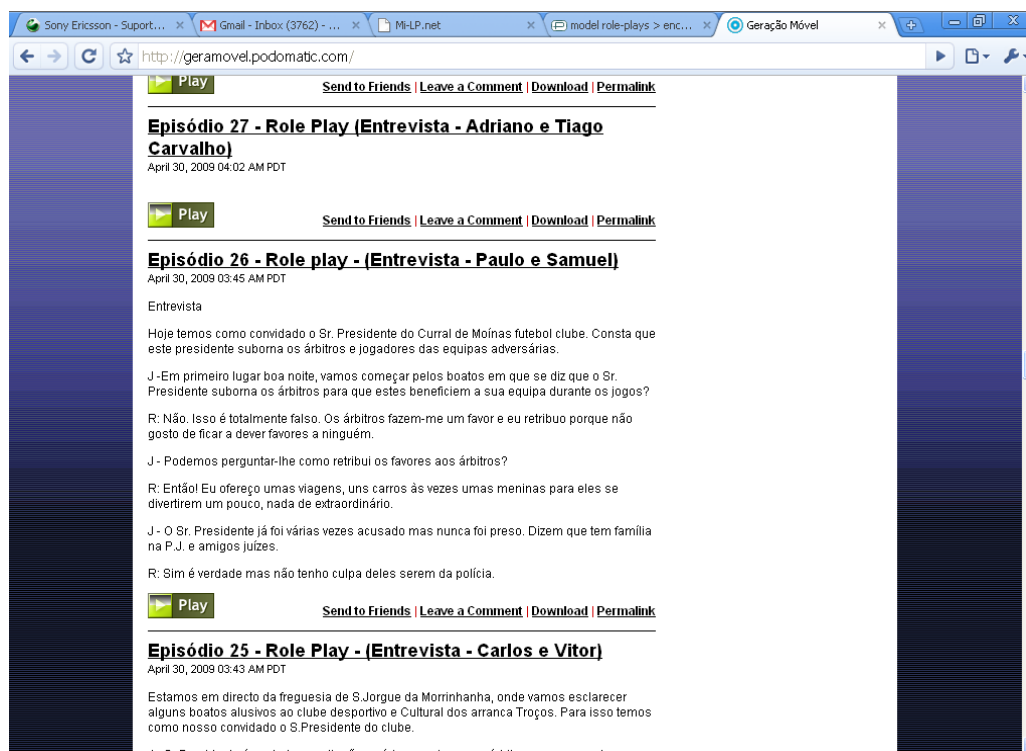 Sony Ericsson - Suport...
Gmail - Inbox (3762) - ...
Mi-LP.net
model role-plays > enc...
Geração Móvel
http://geramovel.podomatic.com/
Play
Send to Friends | Leave a Comment | Download | Permalink
Episódio 27 - Role Play (Entrevista - Adriano e Tiago
Carvalho)
April 30, 2009 04:02 AM PDT
Play
Send to Friends | Leave a Comment | Download | Permalink
Episódio 26 - Role play - (Entrevista - Paulo e Samuel)
April 30, 2009 03:45 AM PDT
Entrevista
Hoje temos como convidado o Sr. Presidente do Curral de Moínas futebol clube. Consta que
este presidente suborna os árbitros e jogadores das equipas adversárias.
J -Em primeiro lugar boa noite, vamos começar pelos boatos em que se diz que o Sr.
Presidente suborna os árbitros para que estes beneficiem a sua equipa durante os jogos?
R: Não. Isso é totalmente falso. Os árbitros fazem-me um favor e eu retribuo porque não
gosto de ficar a dever favores a ninguém.
J - Podemos perguntar-lhe como retribui os favores aos árbitros?
R: Então! Eu ofereço umas viagens, uns carros às vezes umas meninas para eles se
divertirem um pouco, nada de extraordinário.
J - O Sr. Presidente já foi várias vezes acusado mas nunca foi preso. Dizem que tem família
na P.J. e amigos juízes.
R: Sim é verdade mas não tenho culpa deles serem da polícia.
Play
Send to Friends | Leave a Comment | Download | Permalink
Episódio 25 - Role Play - (Entrevista - Carlos e Vitor)
April 30, 2009 03:43 AM PDT
Estamos em directo da freguesia de S.Jorgue da Morrinhanha, onde vamos esclarecer
alguns boatos alusivos ao clube desportivo e Cultural dos arranca Troços. Para isso temos
como nosso convidado o S.Presidente do clube.